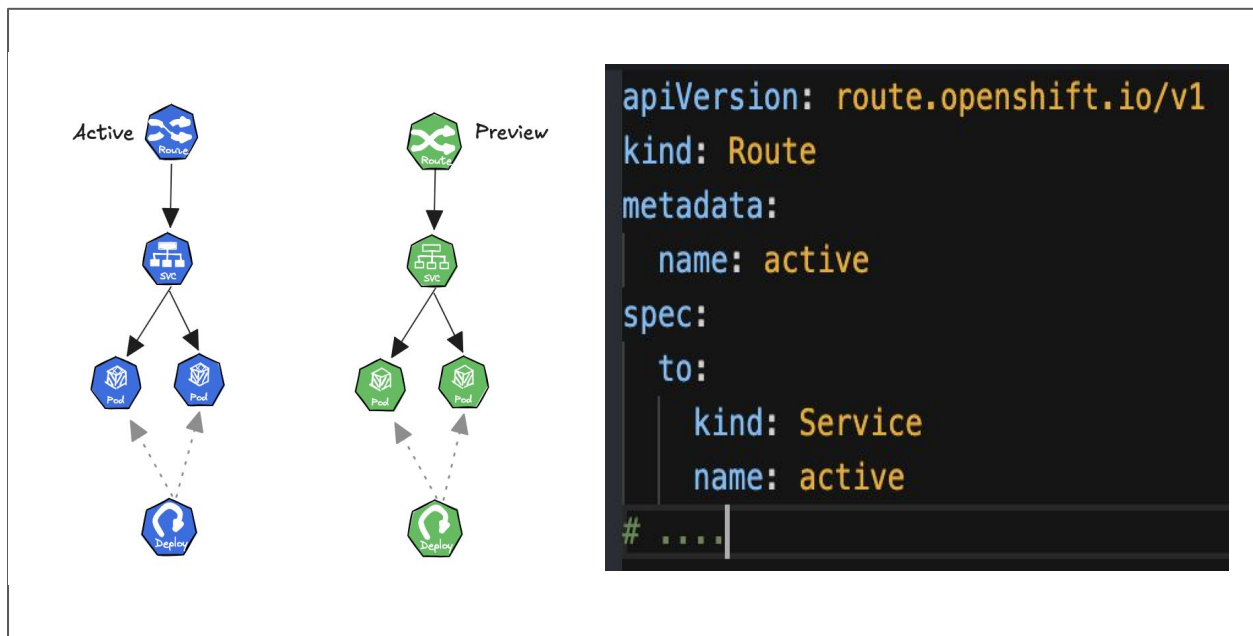 Active
Route
SVC
Pod
Pod
Deploy
Preview
Route
SVC
Pod
Pod
Deploy
apiVersion: route.openshift.io/v1
kind: Route
metadata:
  name: active
spec:
  to:
    kind: Service
    name: active
# ....